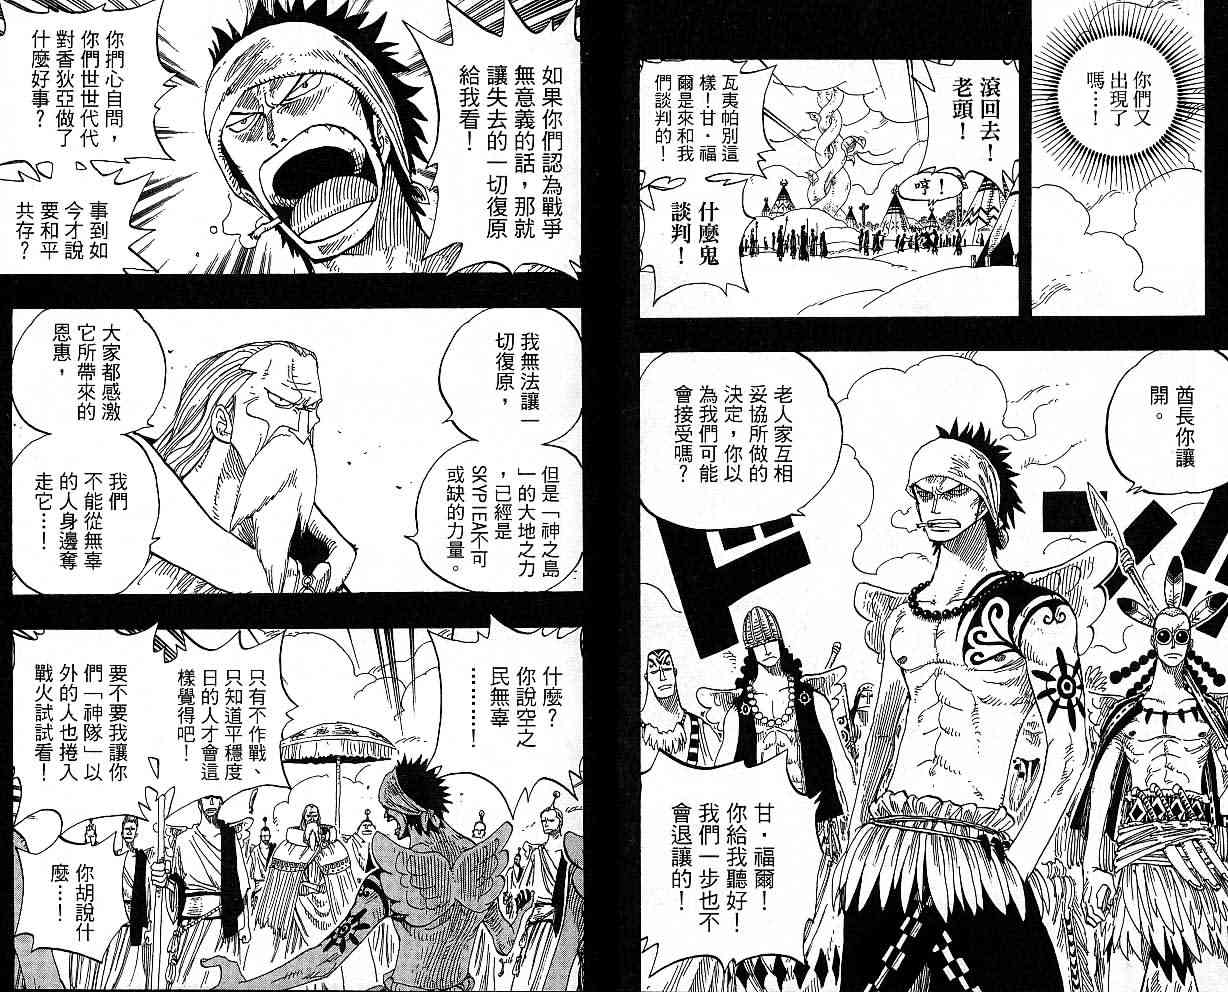 你們又
出現了
嗎…！
滾回去！
老頭！
哼！
瓦夷帕別這
樣！甘．福
爾是來和我
們談判的！
什麼鬼
談判！
酋長你讓
開。
老人家互相
妥協所做的
決定，你以
為我們可能
會接受嗎？
甘．福爾！
你給我聽好！
我們一步也不
會退讓的！
如果你們認為戰爭
無意義的話，那就
讓失去的一切復原
給我看！
你捫心自問，
你們世世代代
對香狄亞做了
什麼好事？
事到如
今才說
要和平
共存？
我無法讓一
切復原，
但是「神之島
」的大地之力
，已經是
SKYPIEA不可
或缺的力量。
大家都感激
它所帶來的
恩惠，
我們
不能從無辜
的人身邊奪
走它…！
什麼？
你說空之
民無辜
………！
只有不作戰、
只知道平穩度
日的人才會這
樣覺得吧！
要不要我讓你
們「神隊」以
外的人也捲入
戰火試試看！
你胡說什
麼…！